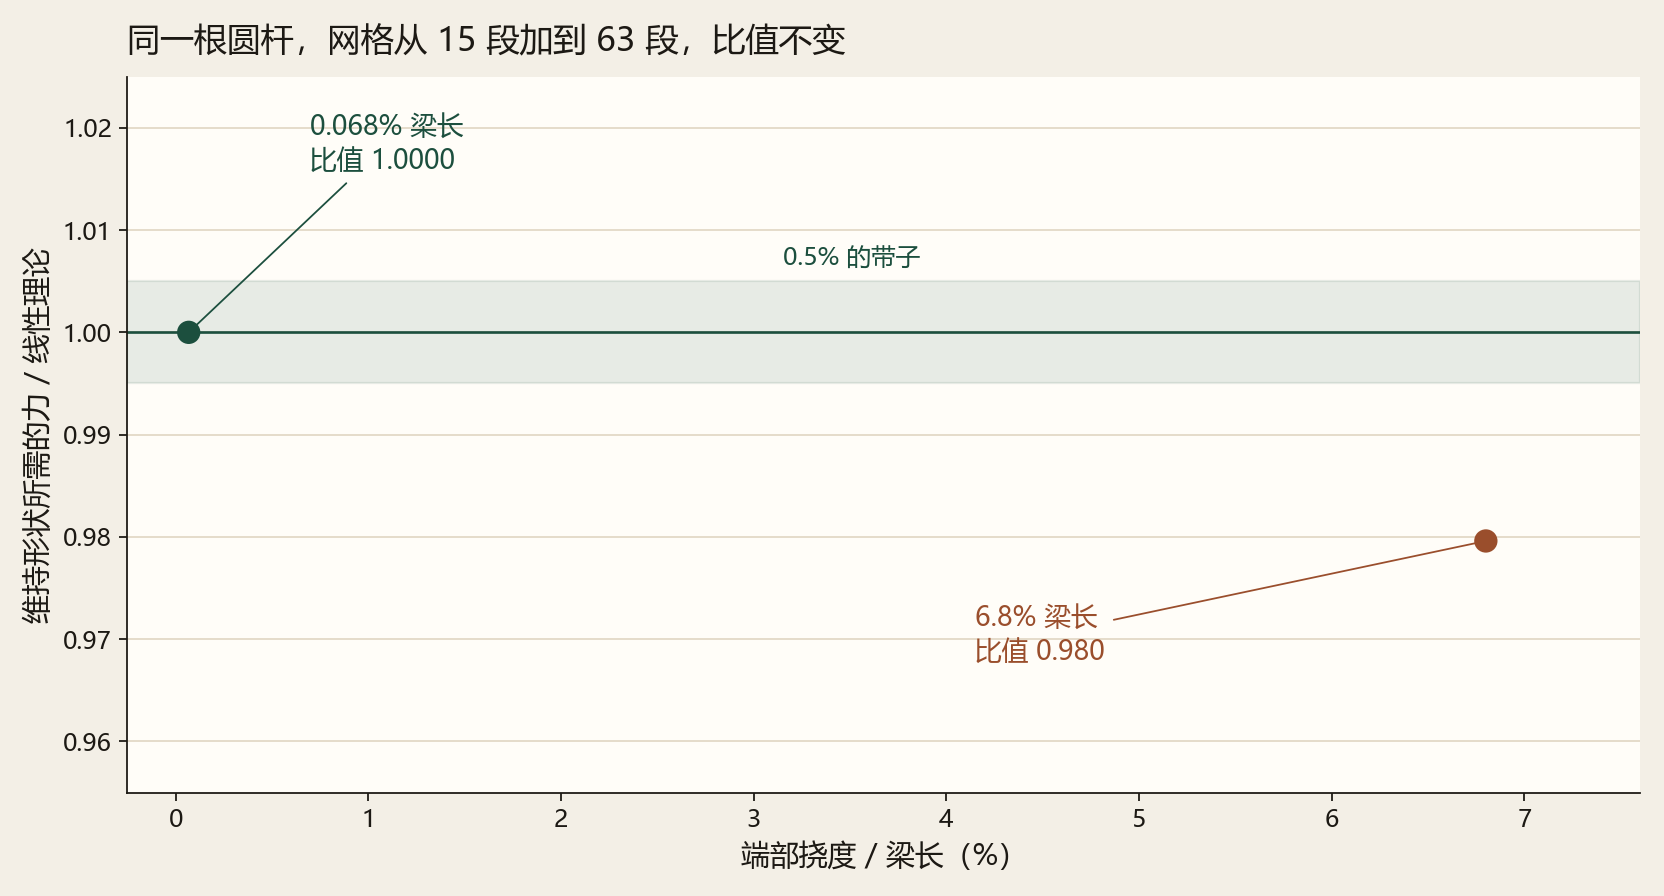 同一根圆杆，网格从 15 段加到 63 段，比值不变
维持形状所需的力 / 线性理论
1.02
1.01
1.00
0.99
0.98
0.97
0.96
0.068% 梁长
比值 1.0000
0.5% 的带子
6.8% 梁长
比值 0.980
0
1
2
3
4
5
6
7
端部挠度 / 梁长（%）